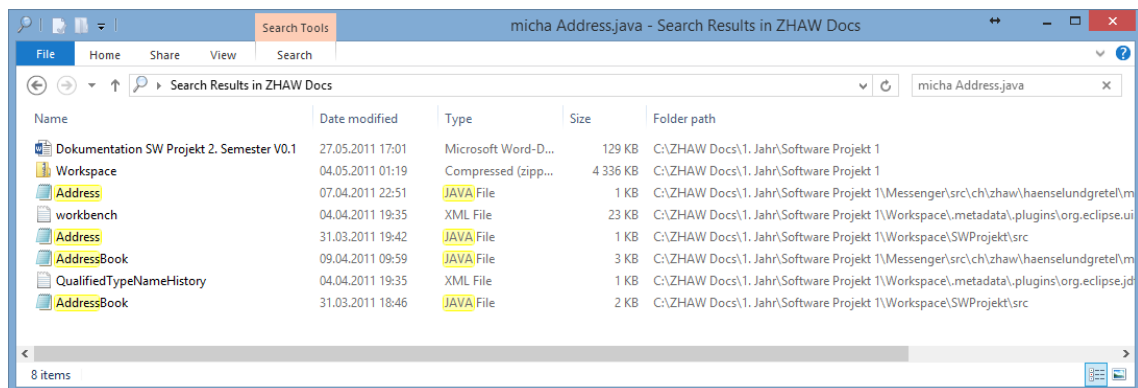 Search Tools micha Address.java - Search Results in ZHAW Docs
File Home Share View Search
Search Results in ZHAW Docs micha Address.java
Name Date modified Type Size Folder path
Dokumentation SW Projekt 2. Semester V0.1 27.05.2011 17:01 Microsoft Word-D... 129 KB C:\ZHAW Docs\1. Jahr\Software Projekt 1
Workspace 04.05.2011 01:19 Compressed (zipp... 4 336 KB C:\ZHAW Docs\1. Jahr\Software Projekt 1
Address 07.04.2011 22:51 JAVA File 1 KB C:\ZHAW Docs\1. Jahr\Software Projekt 1\Messenger\src\ch\zhaw\haenselundgretel\m
workbench 04.04.2011 19:35 XML File 23 KB C:\ZHAW Docs\1. Jahr\Software Projekt 1\Workspace\.metadata\.plugins\org.eclipse.ui
Address 31.03.2011 19:42 JAVA File 1 KB C:\ZHAW Docs\1. Jahr\Software Projekt 1\Workspace\SWProjekt\src
AddressBook 09.04.2011 09:59 JAVA File 3 KB C:\ZHAW Docs\1. Jahr\Software Projekt 1\Messenger\src\ch\zhaw\haenselundgretel\m
QualifiedTypeNameHistory 04.04.2011 19:35 XML File 1 KB C:\ZHAW Docs\1. Jahr\Software Projekt 1\Workspace\.metadata\.plugins\org.eclipse.jd
AddressBook 31.03.2011 18:46 JAVA File 2 KB C:\ZHAW Docs\1. Jahr\Software Projekt 1\Workspace\SWProjekt\src
8 items